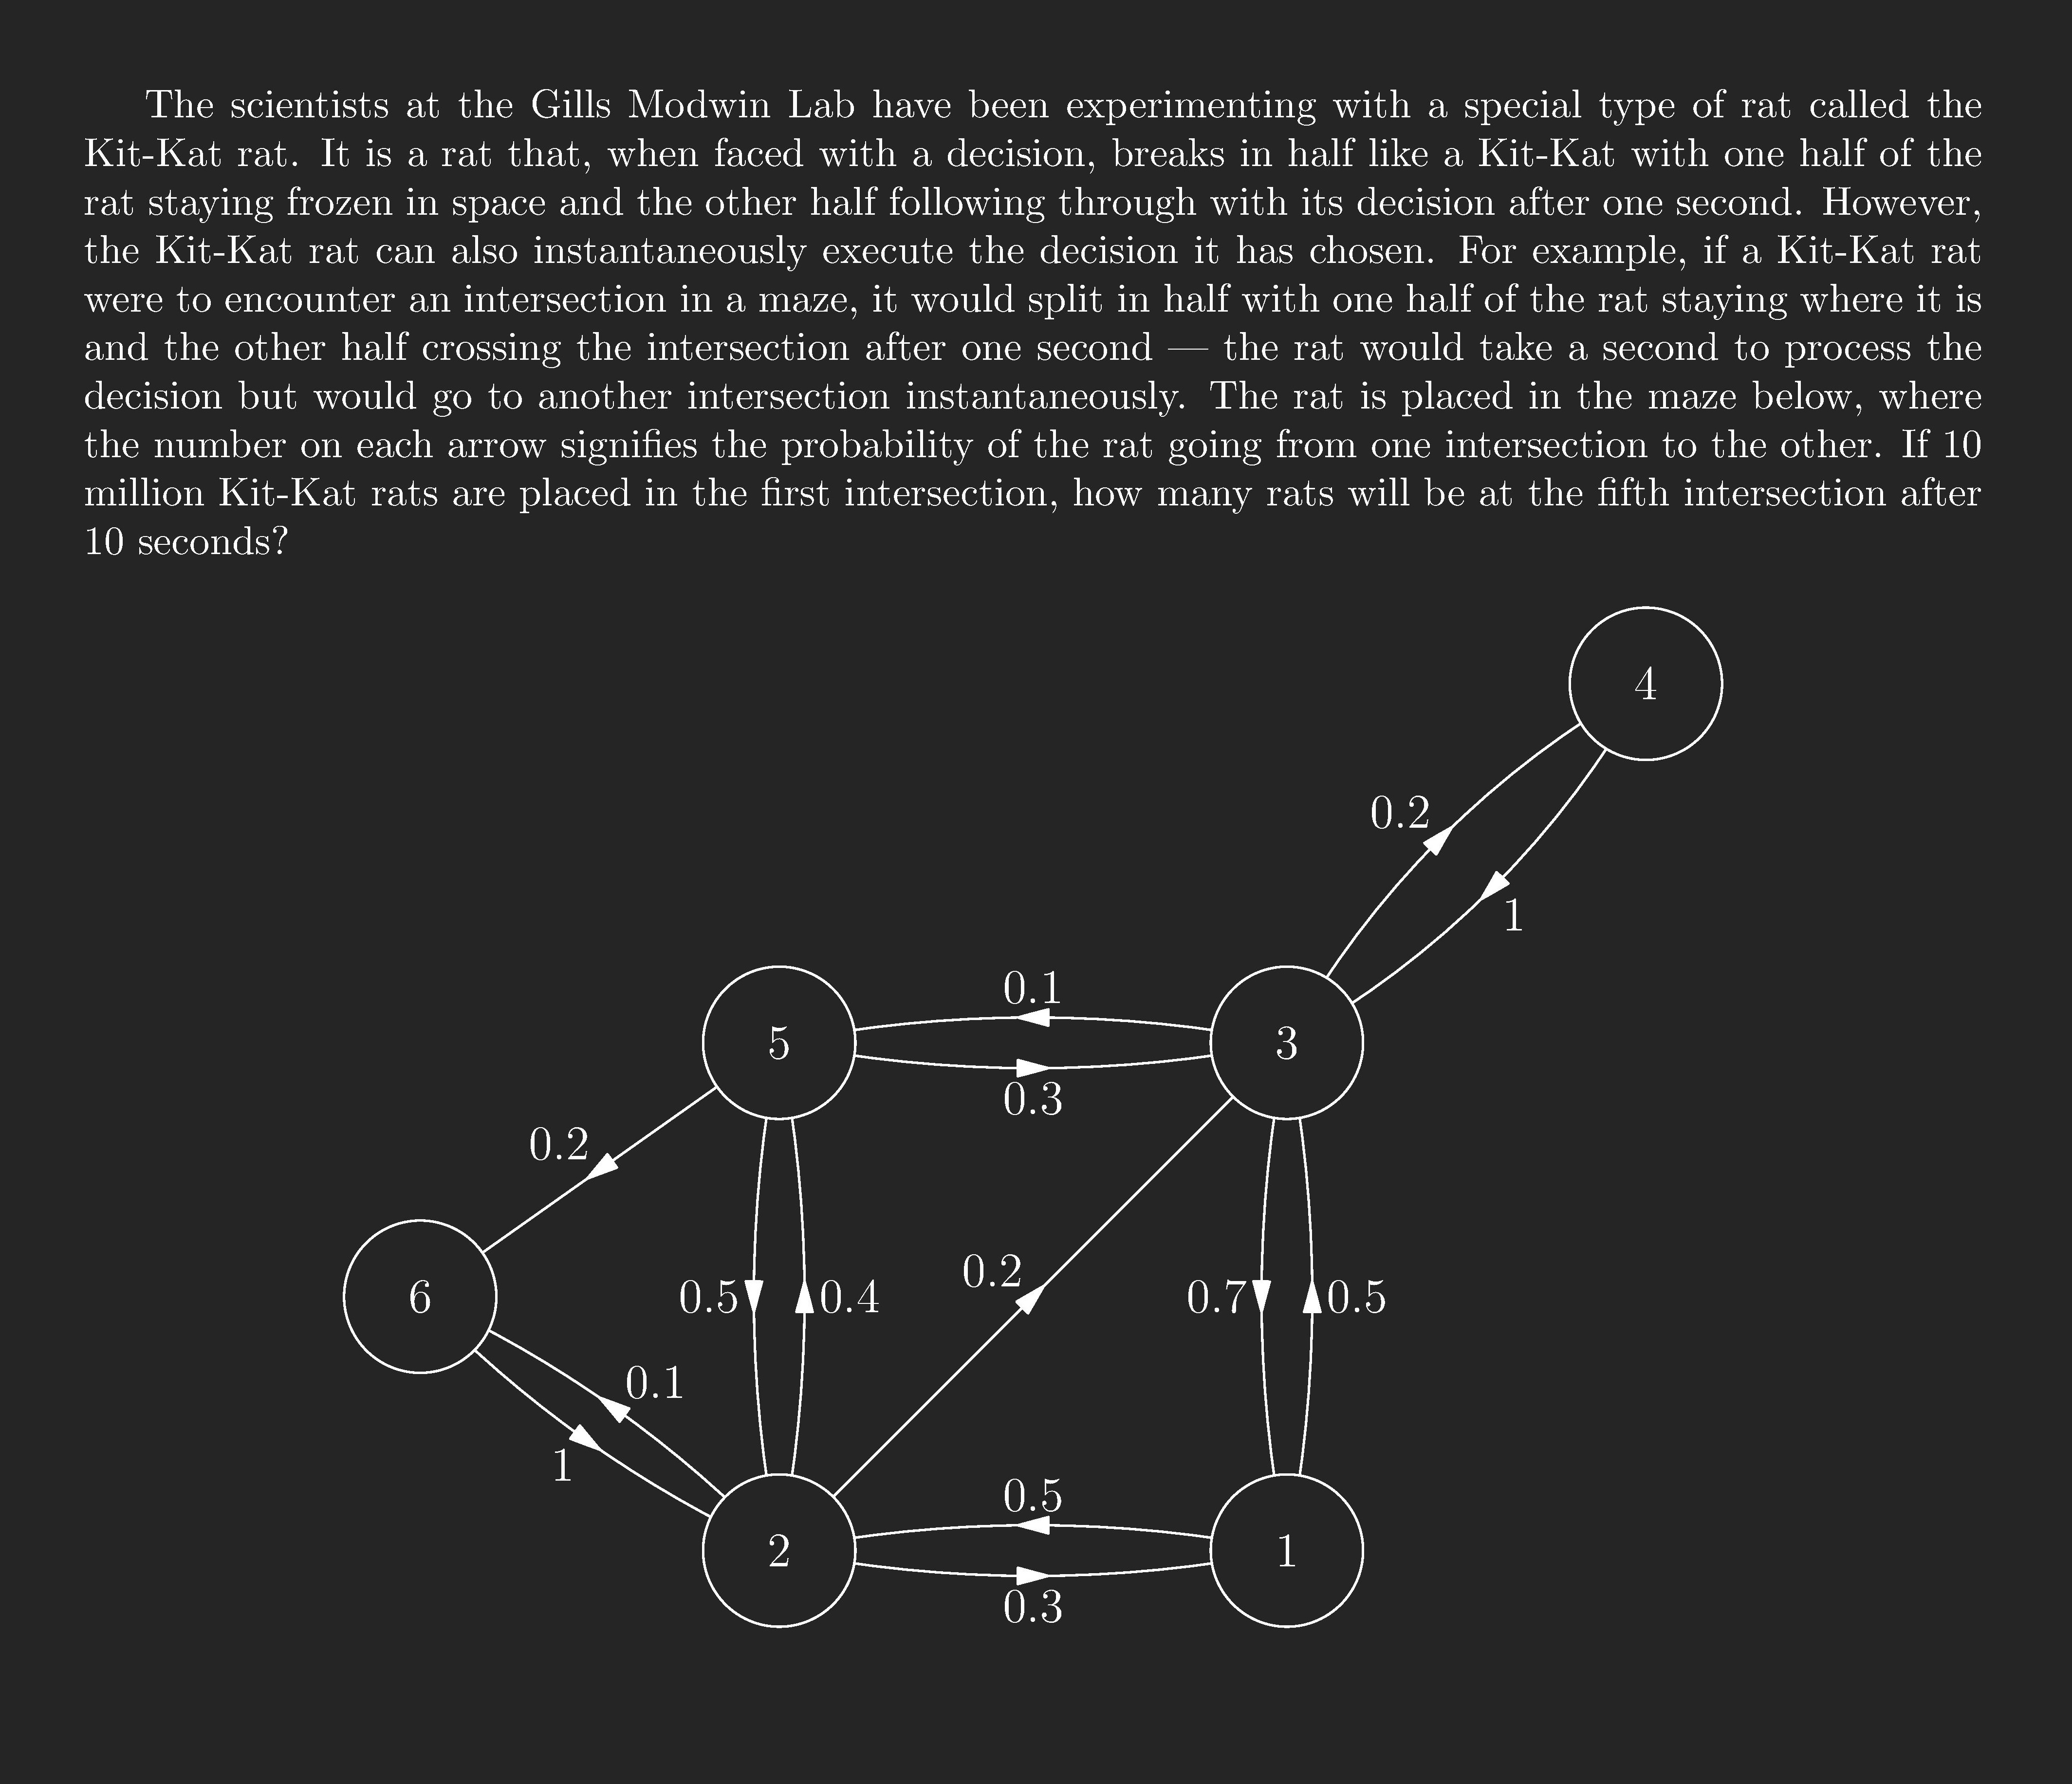 The scientists at the Gills Modwin Lab have been experimenting with a special type of rat called the
Kit-Kat rat. It is a rat that, when faced with a decision, breaks in half like a Kit-Kat with one half of the
rat staying frozen in space and the other half following through with its decision after one second. However,
the Kit-Kat rat can also instantaneously execute the decision it has chosen. For example, if a Kit-Kat rat
were to encounter an intersection in a maze, it would split in half with one half of the rat staying where it is
and the other half crossing the intersection after one second — the rat would take a second to process the
decision but would go to another intersection instantaneously. The rat is placed in the maze below, where
the number on each arrow signifies the probability of the rat going from one intersection to the other. If 10
million Kit-Kat rats are placed in the first intersection, how many rats will be at the fifth intersection after
10 seconds?
4
0.2
1
0.1
5
3
0.3
0.2
0.2
6
0.5
0.4
0.7
0.5
0.1
1
0.5
2
1
0.3